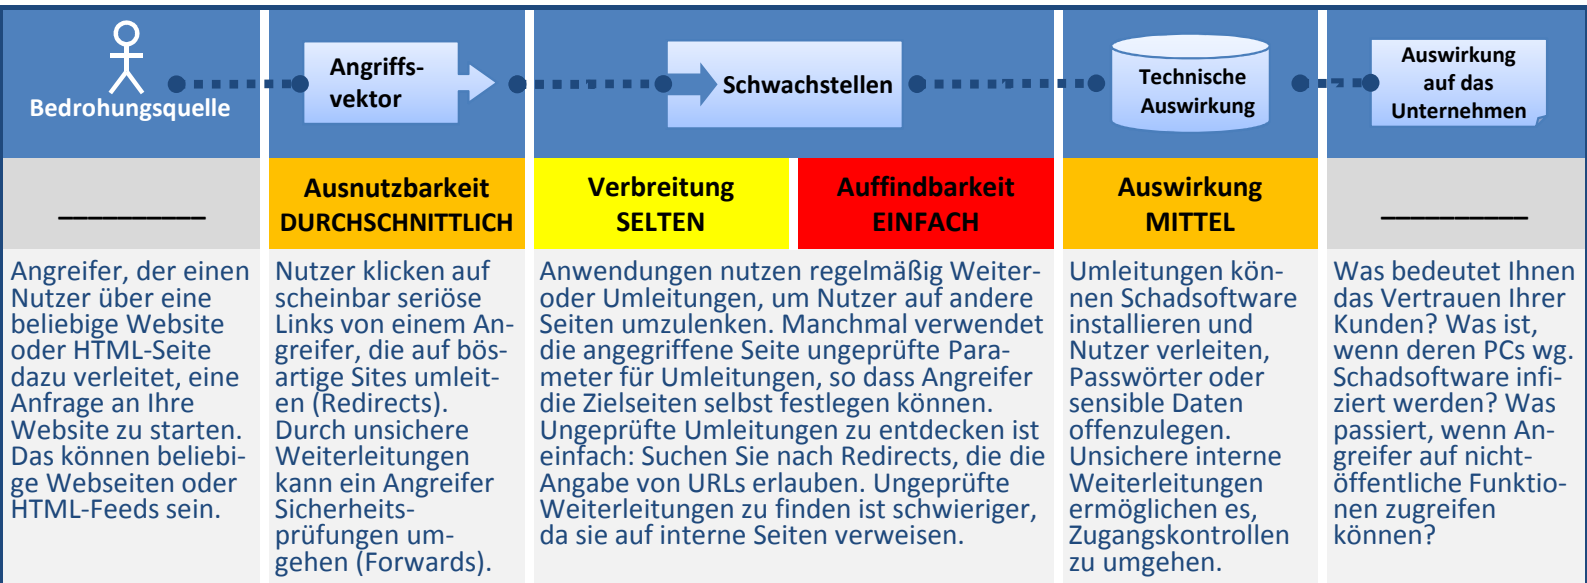 Bedrohungsquelle
Angriffs-
vektor
Schwachstellen
Technische
Auswirkung
Auswirkung
auf das
Unternehmen
__________
Ausnutzbarkeit
DURCHSCHNITTLICH
Verbreitung
SELTEN
Auffindbarkeit
EINFACH
Auswirkung
MITTEL
__________
Angreifer, der einen
Nutzer über eine
beliebige Website
oder HTML-Seite
dazu verleitet, eine
Anfrage an Ihre
Website zu starten.
Das können beliebi-
ge Webseiten oder
HTML-Feeds sein.
Nutzer klicken auf
scheinbar seriöse
Links von einem An-
greifer, die auf bös-
artige Sites umleit-
en (Redirects).
Durch unsichere
Weiterleitungen
kann ein Angreifer
Sicherheits-
prüfungen um-
gehen (Forwards).
Anwendungen nutzen regelmäßig Weiter-
oder Umleitungen, um Nutzer auf andere
Seiten umzulenken. Manchmal verwendet
die angegriffene Seite ungeprüfte Para-
meter für Umleitungen, so dass Angreifer
die Zielseiten selbst festlegen können.
Ungeprüfte Umleitungen zu entdecken ist
einfach: Suchen Sie nach Redirects, die die
Angabe von URLs erlauben. Ungeprüfte
Weiterleitungen zu finden ist schwieriger,
da sie auf interne Seiten verweisen.
Umleitungen kön-
nen Schadsoftware
installieren und
Nutzer verleiten,
Passwörter oder
sensible Daten
offenzulegen.
Unsichere interne
Weiterleitungen
ermöglichen es,
Zugangskontrollen
zu umgehen.
Was bedeutet Ihnen
das Vertrauen Ihrer
Kunden? Was ist,
wenn deren PCs wg.
Schadsoftware infi-
ziert werden? Was
passiert, wenn An-
greifer auf nicht-
öffentliche Funktio-
nen zugreifen
können?